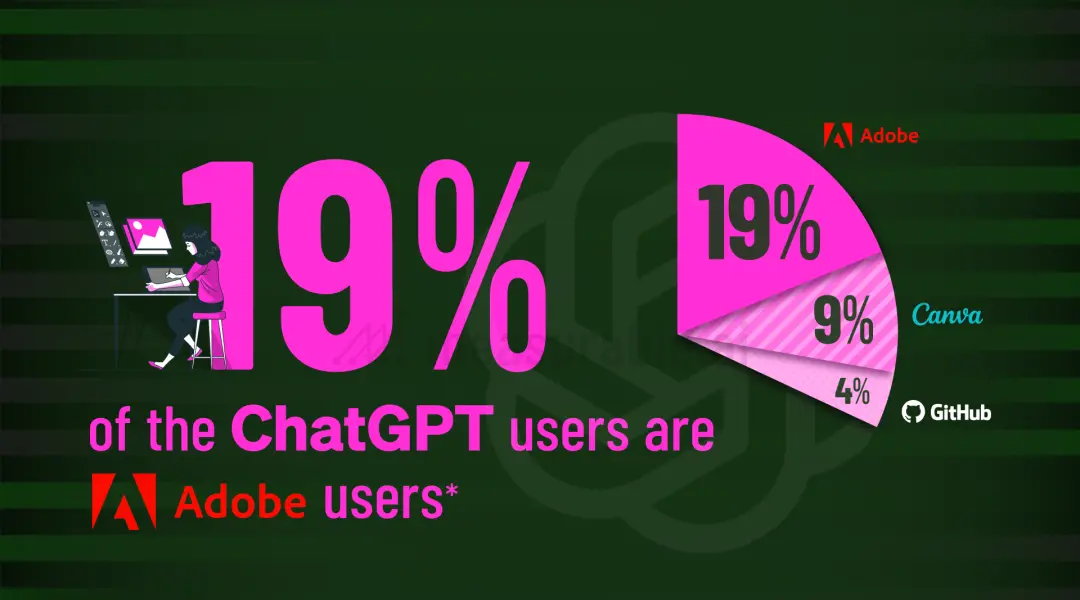 19%
of the ChatGPT users are
Adobe users*
Adobe
19%
9%
Canva
4%
GitHub